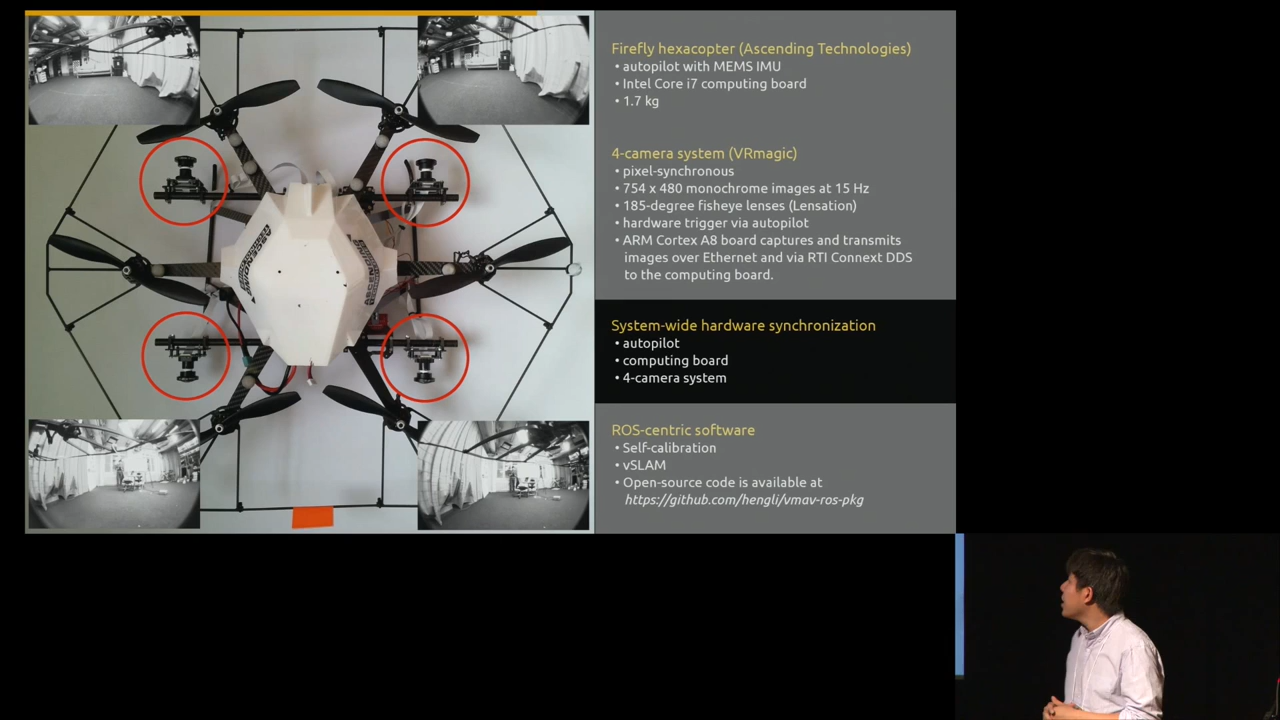 Firefly hexacopter (Ascending Technologies)
• autopilot with MEMS IMU
• Intel Core i7 computing board
• 1.7 kg
4-camera system (VRmagic)
• pixel-synchronous
• 754 x 480 monochrome images at 15 Hz
• 185-degree fisheye lenses (Lensation)
• hardware trigger via autopilot
• ARM Cortex A8 board captures and transmits
images over Ethernet and via RTI Connext DDS
to the computing board.
System-wide hardware synchronization
• autopilot
• computing board
• 4-camera system
ROS-centric software
• Self-calibration
• vSLAM
• Open-source code is available at
https://github.com/hengli/vmav-ros-pkg